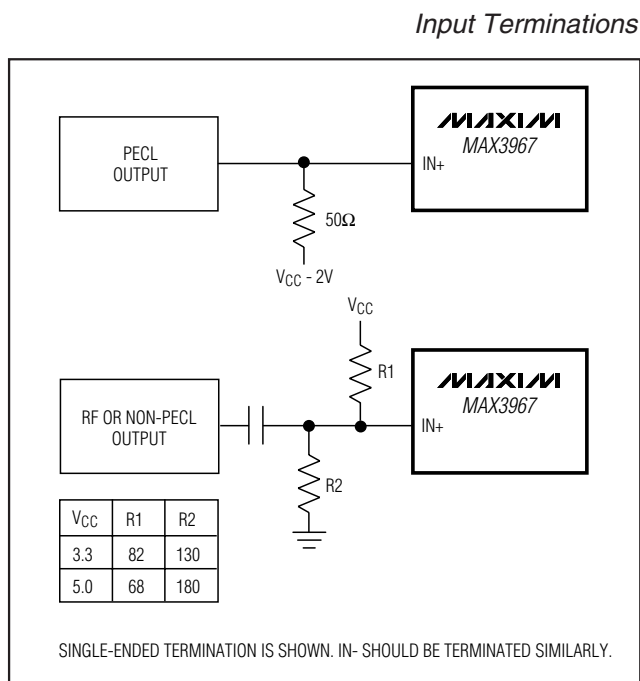 Input Terminations
PECL
OUTPUT
MAXIM
MAX3967
IN+
50Ω
VCC - 2V
VCC
R1
RF OR NON-PECL
OUTPUT
MAXIM
MAX3967
IN+
R2
VCC R1 R2
3.3 82 130
5.0 68 180
SINGLE-ENDED TERMINATION IS SHOWN. IN- SHOULD BE TERMINATED SIMILARLY.